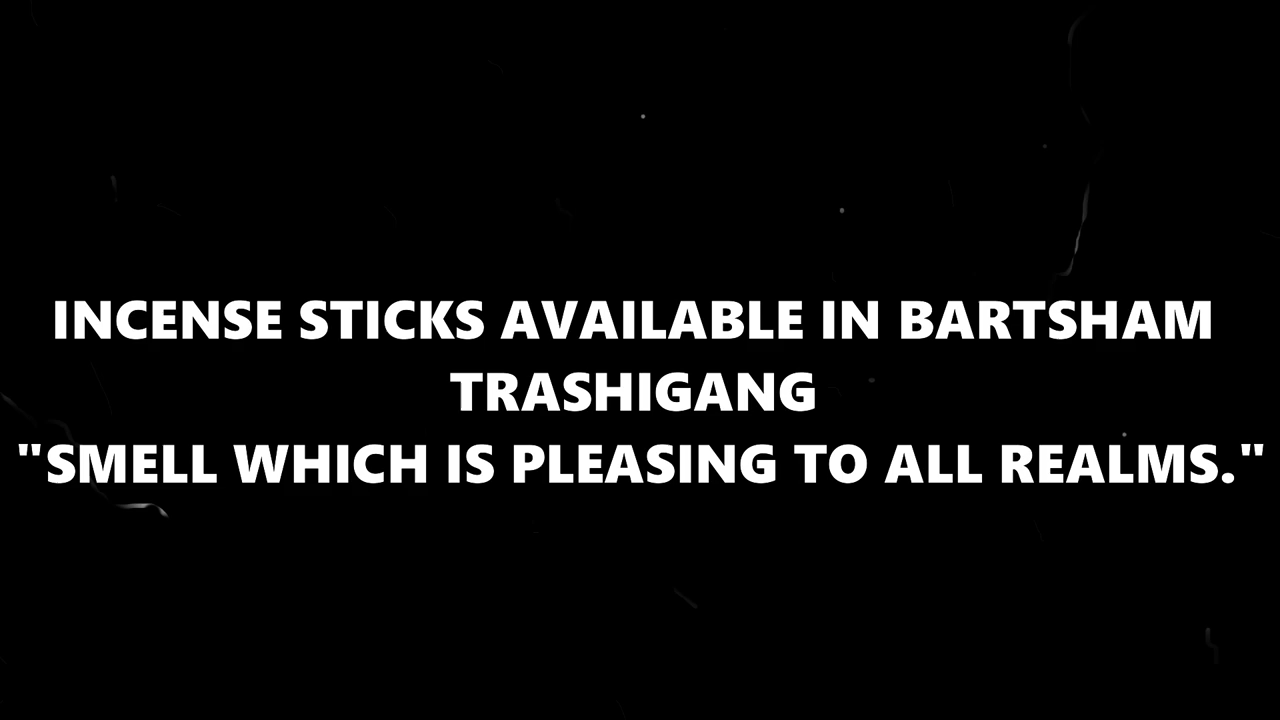 INCENSE STICKS AVAILABLE IN BARTSHAM
TRASHIGANG
"SMELL WHICH IS PLEASING TO ALL REALMS."